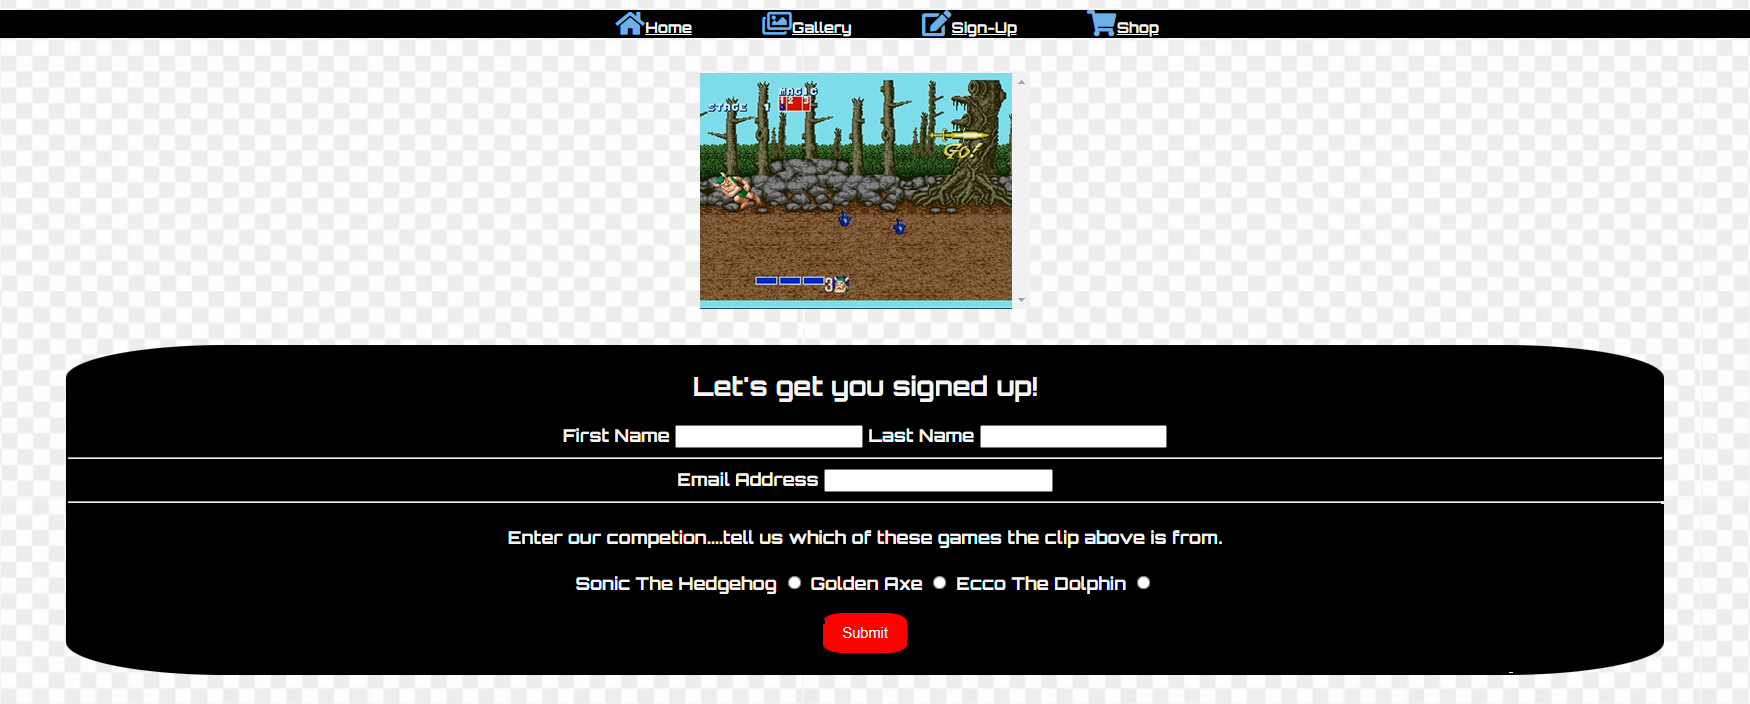 Home Gallery Sign-Up Shop
MAGIC
STAGE 1 1 2 3
Go!
3
Let's get you signed up!
First Name Last Name
Email Address
Enter our competion....tell us which of these games the clip above is from.
Sonic The Hedgehog Golden Axe Ecco The Dolphin
Submit